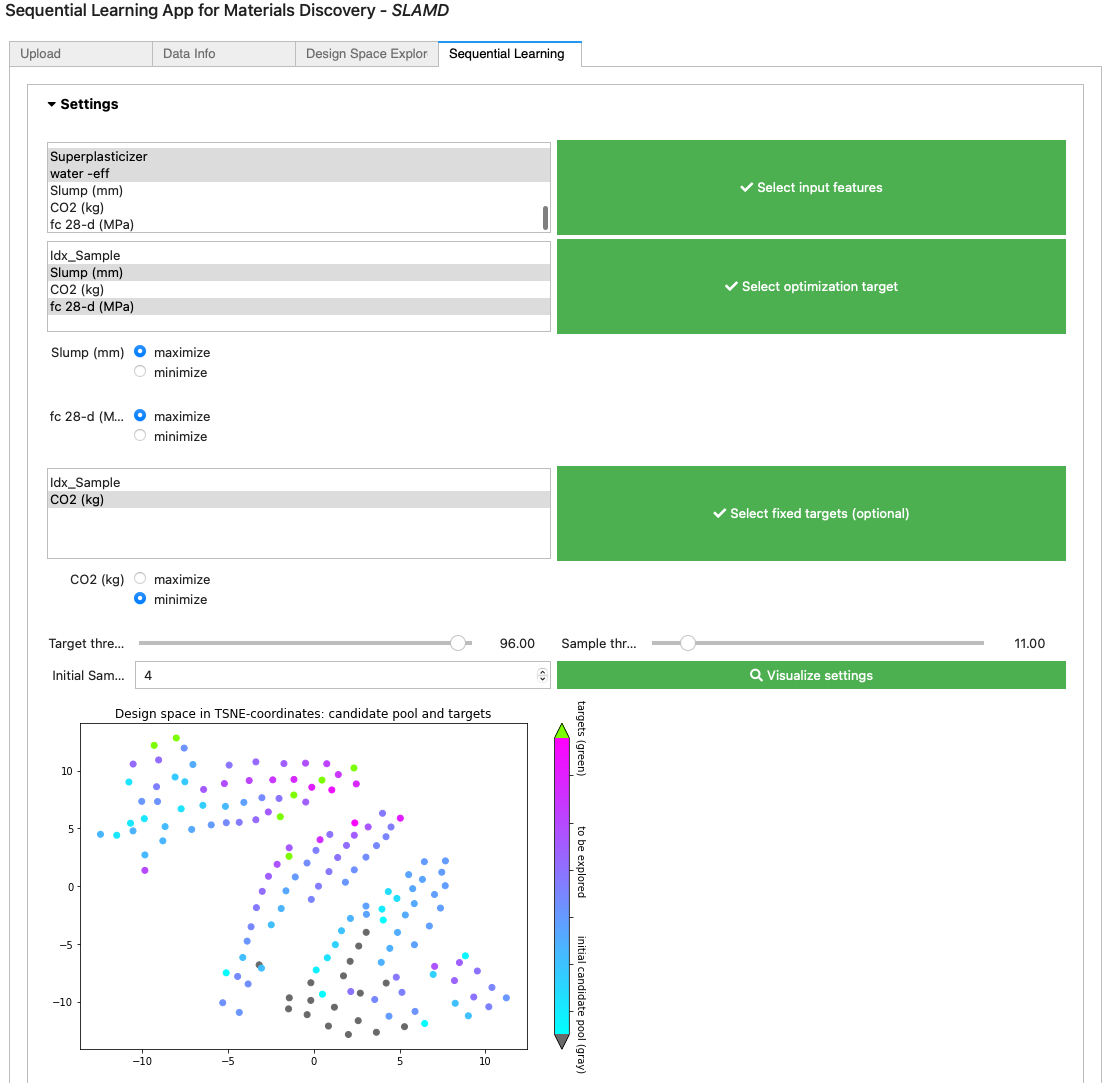 Sequential Learning App for Materials Discovery - SLAMD
Upload
Data Info
Design Space Explor
Sequential Learning
Settings
Superplasticizer
water -eff
Slump (mm)
CO2 (kg)
fc 28-d (MPa)
Select input features
Idx_Sample
Slump (mm)
CO2 (kg)
fc 28-d (MPa)
Select optimization target
Slump (mm)
maximize
minimize
fc 28-d (M...
maximize
minimize
Idx_Sample
CO2 (kg)
Select fixed targets (optional)
CO2 (kg)
maximize
minimize
Target thre...
96.00
Sample thr...
11.00
Initial Sam...
4
Visualize settings
Design space in TSNE-coordinates: candidate pool and targets
10
5
0
−5
−10
−10
−5
0
5
10
targets (green)
to be explored
initial candidate pool (gray)